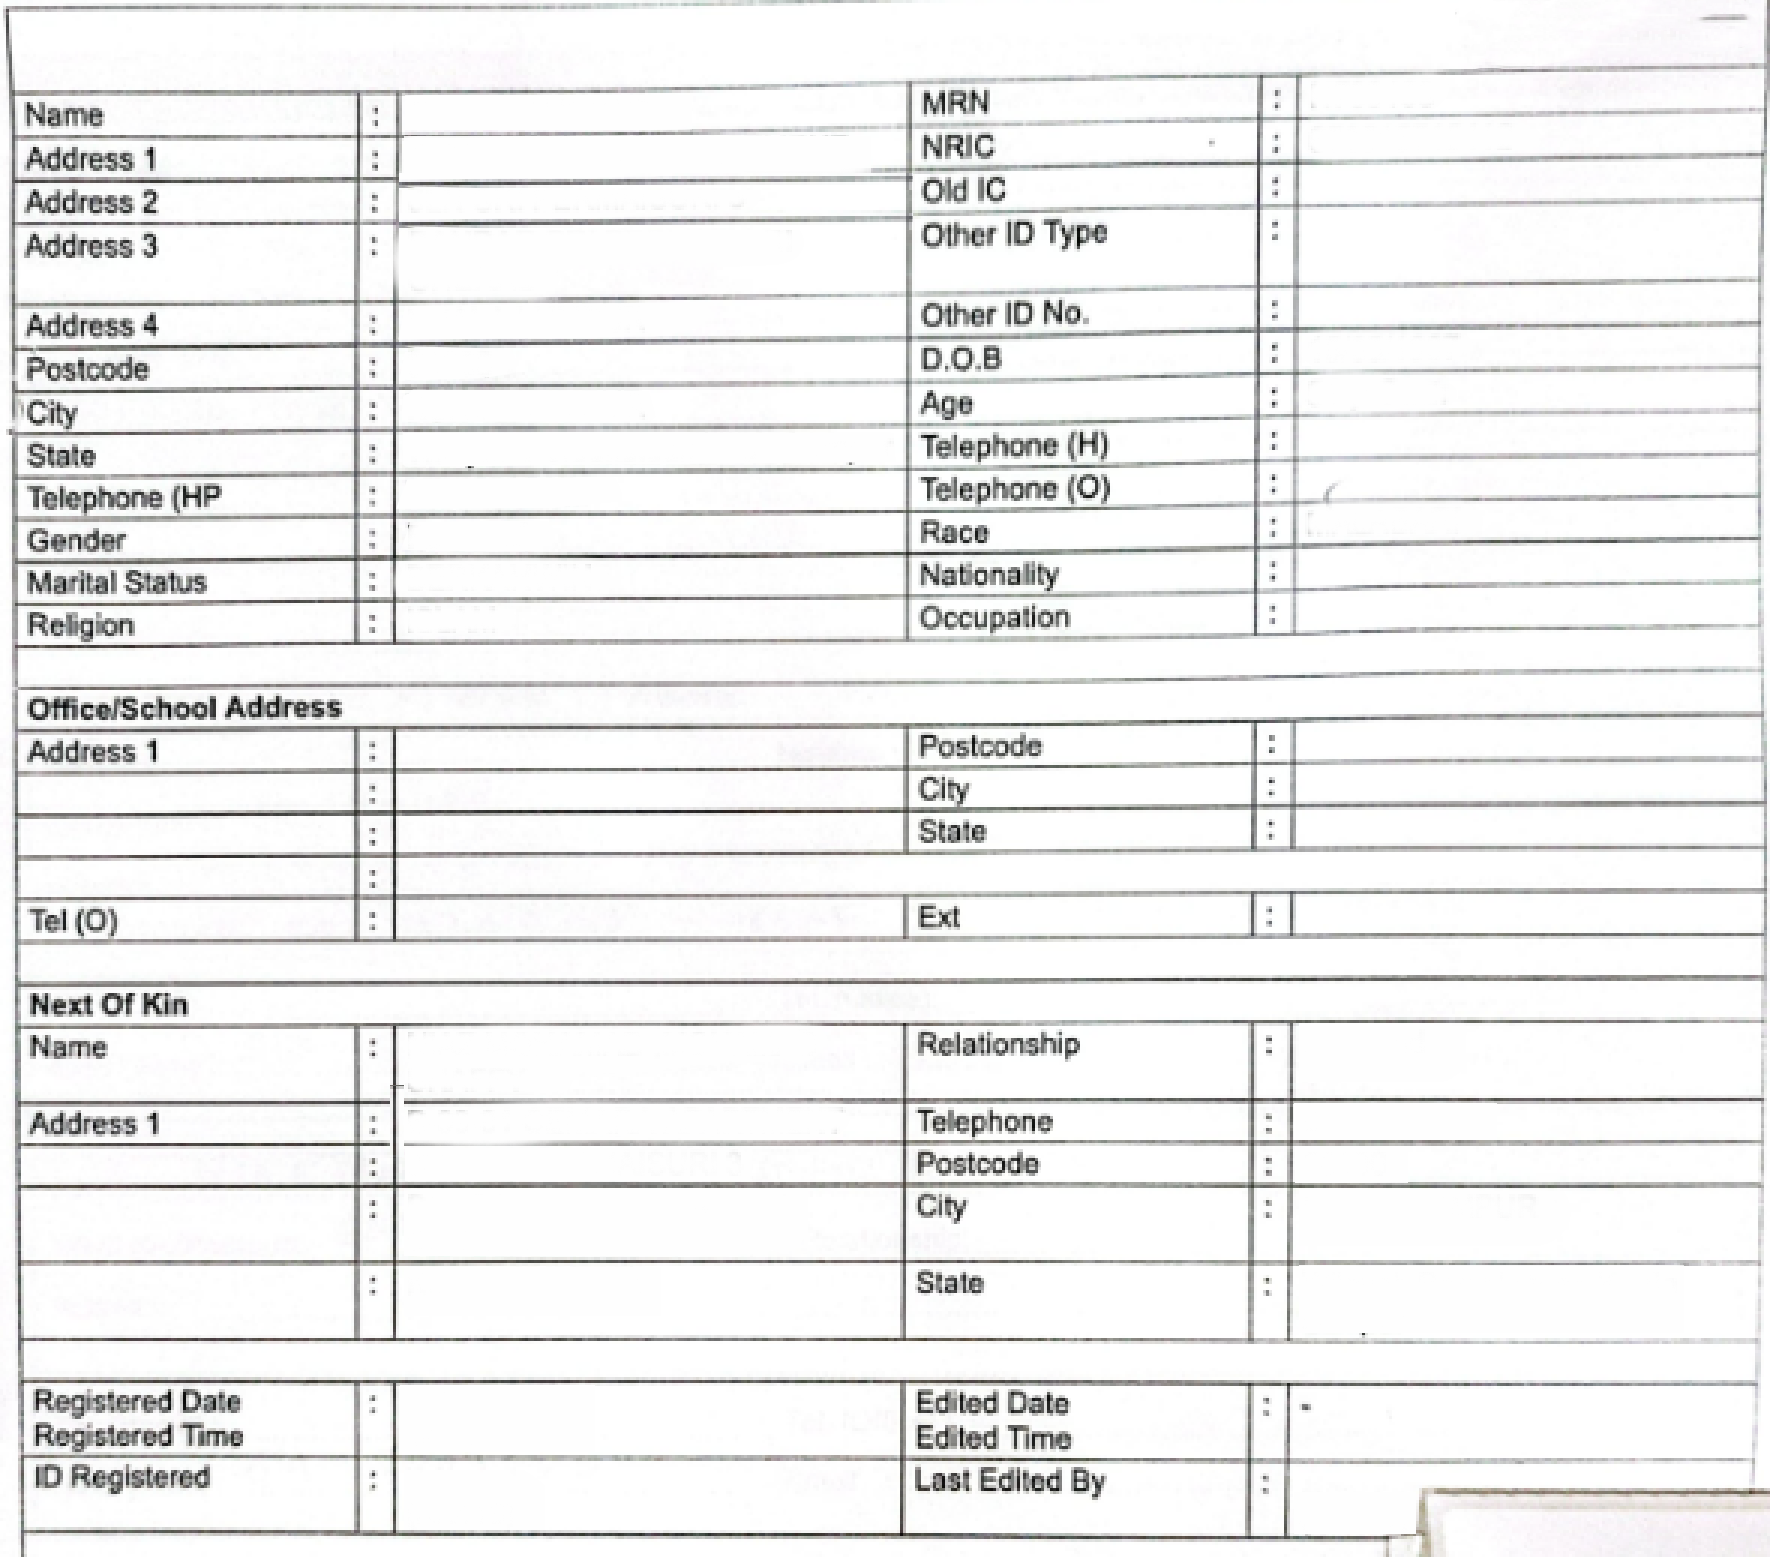 Name : MRN :
Address 1 : NRIC :
Address 2 : Old IC :
Address 3 : Other ID Type :
Address 4 : Other ID No. :
Postcode : D.O.B :
City : Age :
State : Telephone (H) :
Telephone (HP : Telephone (O) :
Gender : Race :
Marital Status : Nationality :
Religion : Occupation :
Office/School Address
Address 1 : Postcode :
: City :
: State :
:
Tel (O) : Ext :
Next Of Kin
Name : Relationship :
Address 1 : Telephone :
: Postcode :
: City :
: State :
Registered Date : Edited Date : -
Registered Time Edited Time
ID Registered : Last Edited By :